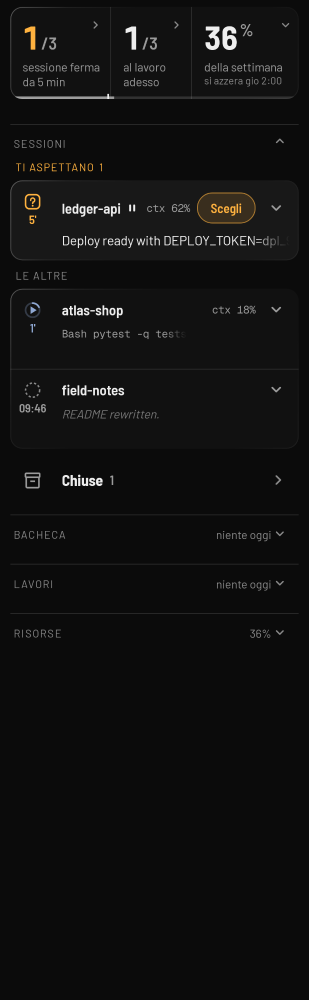 1/3
sessione ferma
da 5 min
1/3
al lavoro
adesso
36%
della settimana
si azzera gio 2:00
SESSIONI
TI ASPETTANO 1
?
5'
ledger-api
ctx 62%
Scegli
Deploy ready with DEPLOY_TOKEN=dpl_
LE ALTRE
1'
atlas-shop
ctx 18%
Bash pytest -q tests
09:46
field-notes
README rewritten.
Chiuse 1
BACHECA
niente oggi
LAVORI
niente oggi
RISORSE
36%